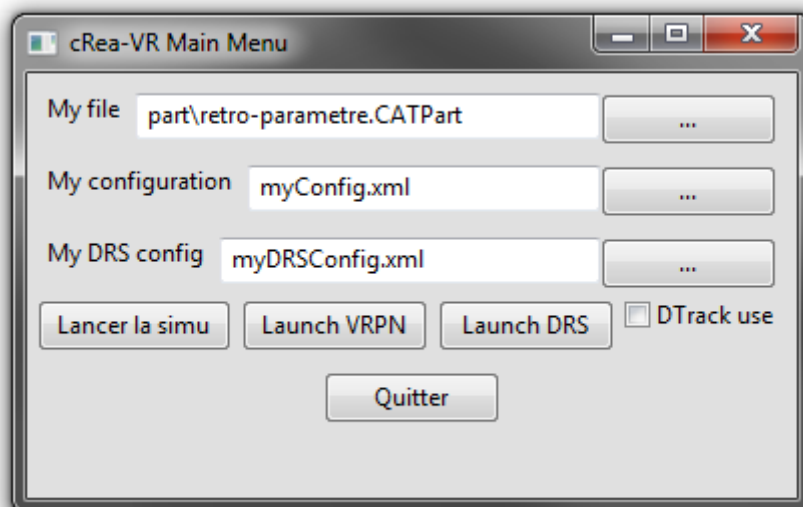 cRea-VR Main Menu
My file part\retro-parametre.CATPart ...
My configuration myConfig.xml ...
My DRS config myDRSConfig.xml ...
Lancer la simu Launch VRPN Launch DRS DTrack use
Quitter